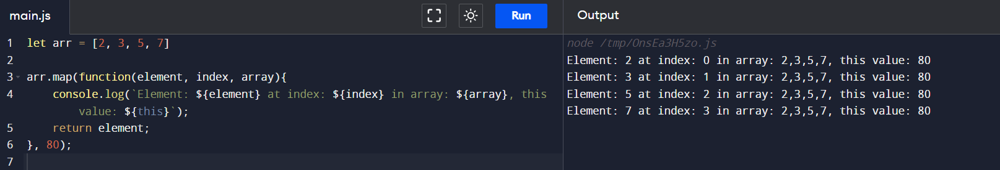 main.js
Run
Output
1 let arr = [2, 3, 5, 7]
2
3 arr.map(function(element, index, array){
4 console.log(`Element: ${element} at index: ${index} in array: ${array}, this
value: ${this}`);
5 return element;
6 }, 80);
7
node /tmp/OnsEa3H5zo.js
Element: 2 at index: 0 in array: 2,3,5,7, this value: 80
Element: 3 at index: 1 in array: 2,3,5,7, this value: 80
Element: 5 at index: 2 in array: 2,3,5,7, this value: 80
Element: 7 at index: 3 in array: 2,3,5,7, this value: 80